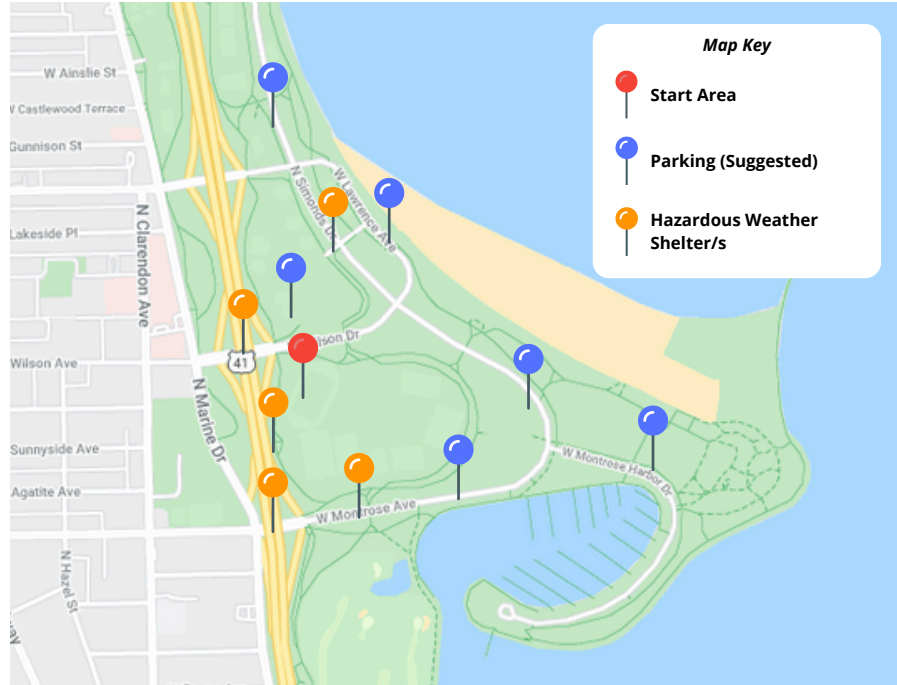 Map Key
Start Area
Parking (Suggested)
Hazardous Weather
Shelter/s
W Ainslie St
W Castlewood Terrace
Gunnison St
N Simonds Dr
W Lawrence Ave
N Clarendon Ave
Lakeside Pl
ilson Dr
Wilson Ave
41
N Marine Dr
Sunnyside Ave
W Montrose Harbor Dr
Agatite Ave
W Montrose Ave
N Hazel St